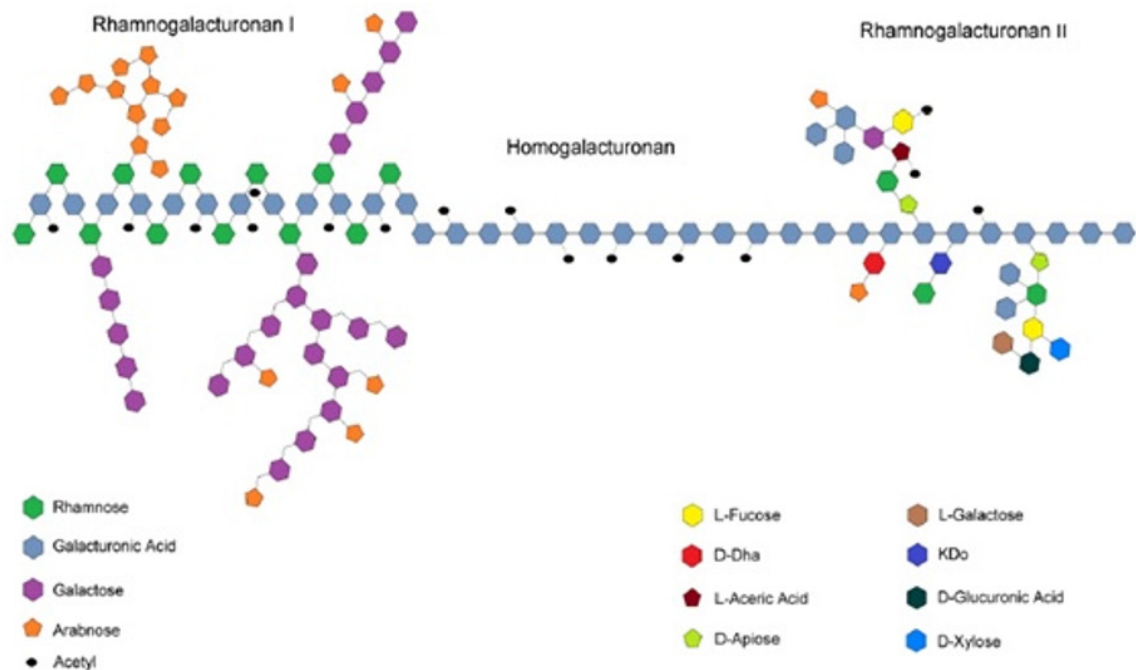 Rhamnogalacturonan I
Rhamnogalacturonan II
Homogalacturonan
Rhamnose
Galacturonic Acid
Galactose
Arabnose
Acetyl
L-Fucose
D-Dha
L-Aceric Acid
D-Apiose
L-Galactose
KDo
D-Glucuronic Acid
D-Xylose